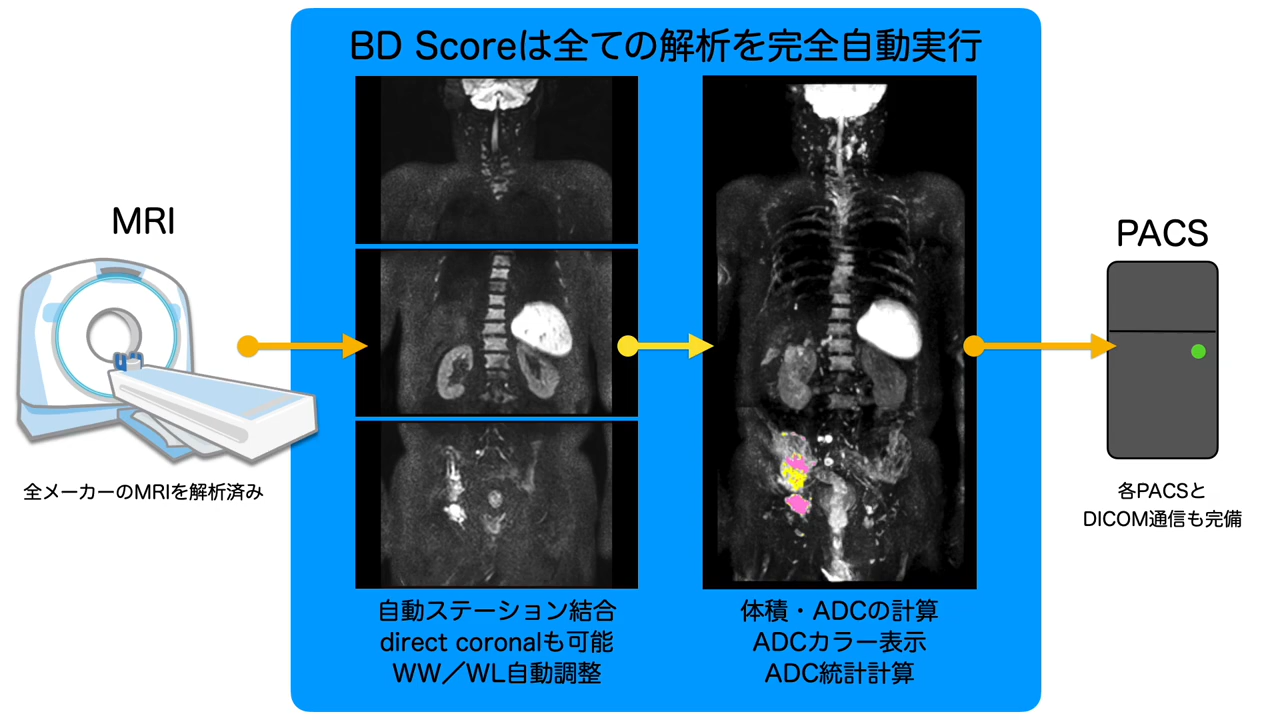 BD Scoreは全ての解析を完全自動実行
MRI
全メーカーのMRIを解析済み
自動ステーション結合
direct coronalも可能
WW／WL自動調整
体積・ADCの計算
ADCカラー表示
ADC統計計算
PACS
各PACSと
DICOM通信も完備